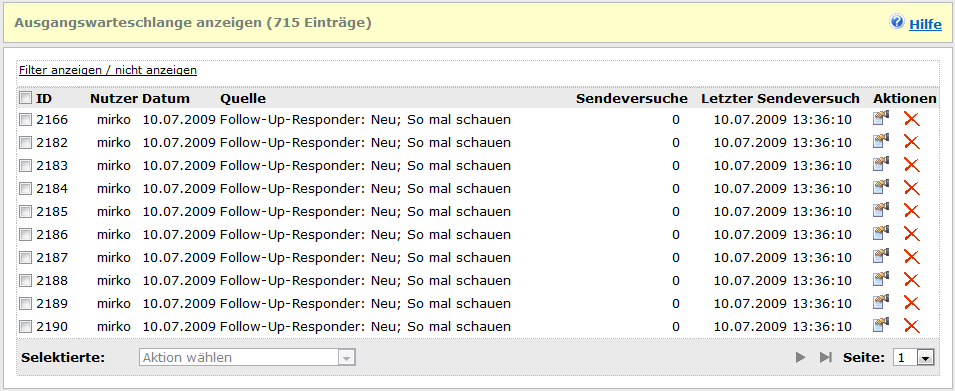 Ausgangswarteschlange anzeigen (715 Einträge) Hilfe
Filter anzeigen / nicht anzeigen
ID Nutzer Datum Quelle Sendeversuche Letzter Sendeversuch Aktionen
2166 mirko 10.07.2009 Follow-Up-Responder: Neu; So mal schauen 0 10.07.2009 13:36:10
2182 mirko 10.07.2009 Follow-Up-Responder: Neu; So mal schauen 0 10.07.2009 13:36:10
2183 mirko 10.07.2009 Follow-Up-Responder: Neu; So mal schauen 0 10.07.2009 13:36:10
2184 mirko 10.07.2009 Follow-Up-Responder: Neu; So mal schauen 0 10.07.2009 13:36:10
2185 mirko 10.07.2009 Follow-Up-Responder: Neu; So mal schauen 0 10.07.2009 13:36:10
2186 mirko 10.07.2009 Follow-Up-Responder: Neu; So mal schauen 0 10.07.2009 13:36:10
2187 mirko 10.07.2009 Follow-Up-Responder: Neu; So mal schauen 0 10.07.2009 13:36:10
2188 mirko 10.07.2009 Follow-Up-Responder: Neu; So mal schauen 0 10.07.2009 13:36:10
2189 mirko 10.07.2009 Follow-Up-Responder: Neu; So mal schauen 0 10.07.2009 13:36:10
2190 mirko 10.07.2009 Follow-Up-Responder: Neu; So mal schauen 0 10.07.2009 13:36:10
Selektierte: Aktion wählen Seite: 1